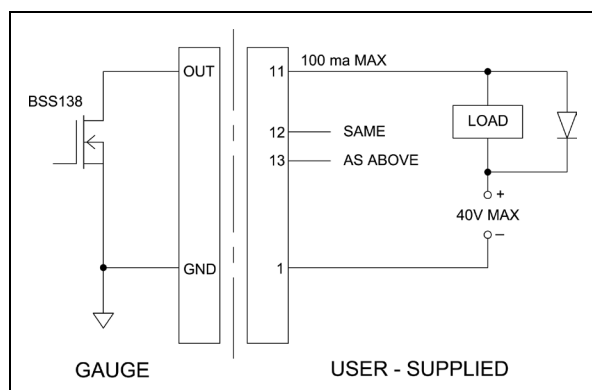 BSS138
OUT
GND
GAUGE
11
100 ma MAX
12
SAME
13
AS ABOVE
1
LOAD
+
40V MAX
−
USER - SUPPLIED